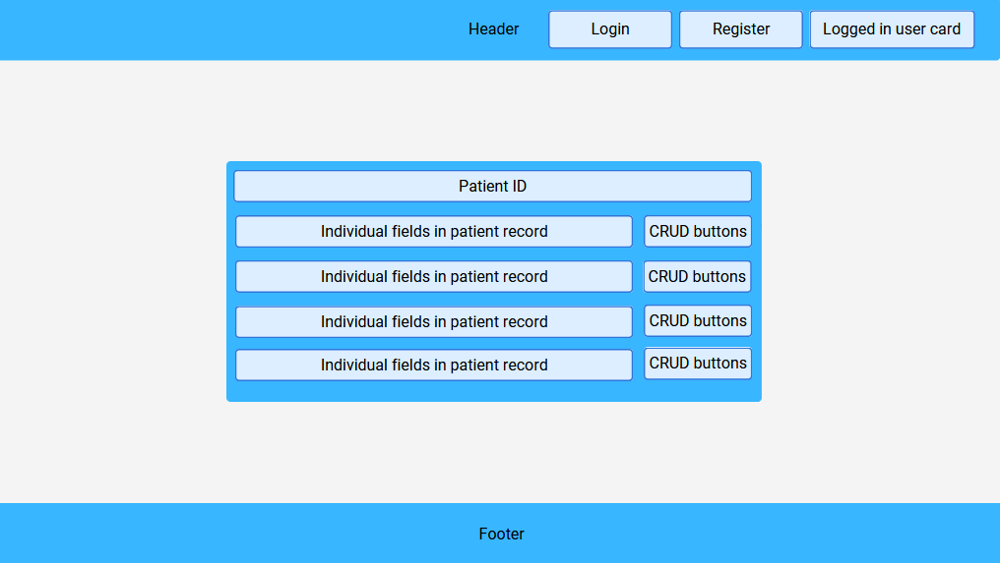 Header
Login
Register
Logged in user card
Patient ID
Individual fields in patient record
CRUD buttons
Individual fields in patient record
CRUD buttons
Individual fields in patient record
CRUD buttons
Individual fields in patient record
CRUD buttons
Footer